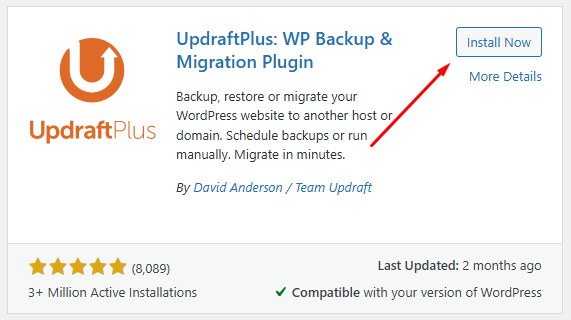 UpdraftPlus: WP Backup &
Migration Plugin
Install Now
More Details
Backup, restore or migrate your
WordPress website to another host or
domain. Schedule backups or run
manually. Migrate in minutes.
By David Anderson / Team Updraft
UpdraftPlus
(8,089)
3+ Million Active Installations
Last Updated: 2 months ago
Compatible with your version of WordPress